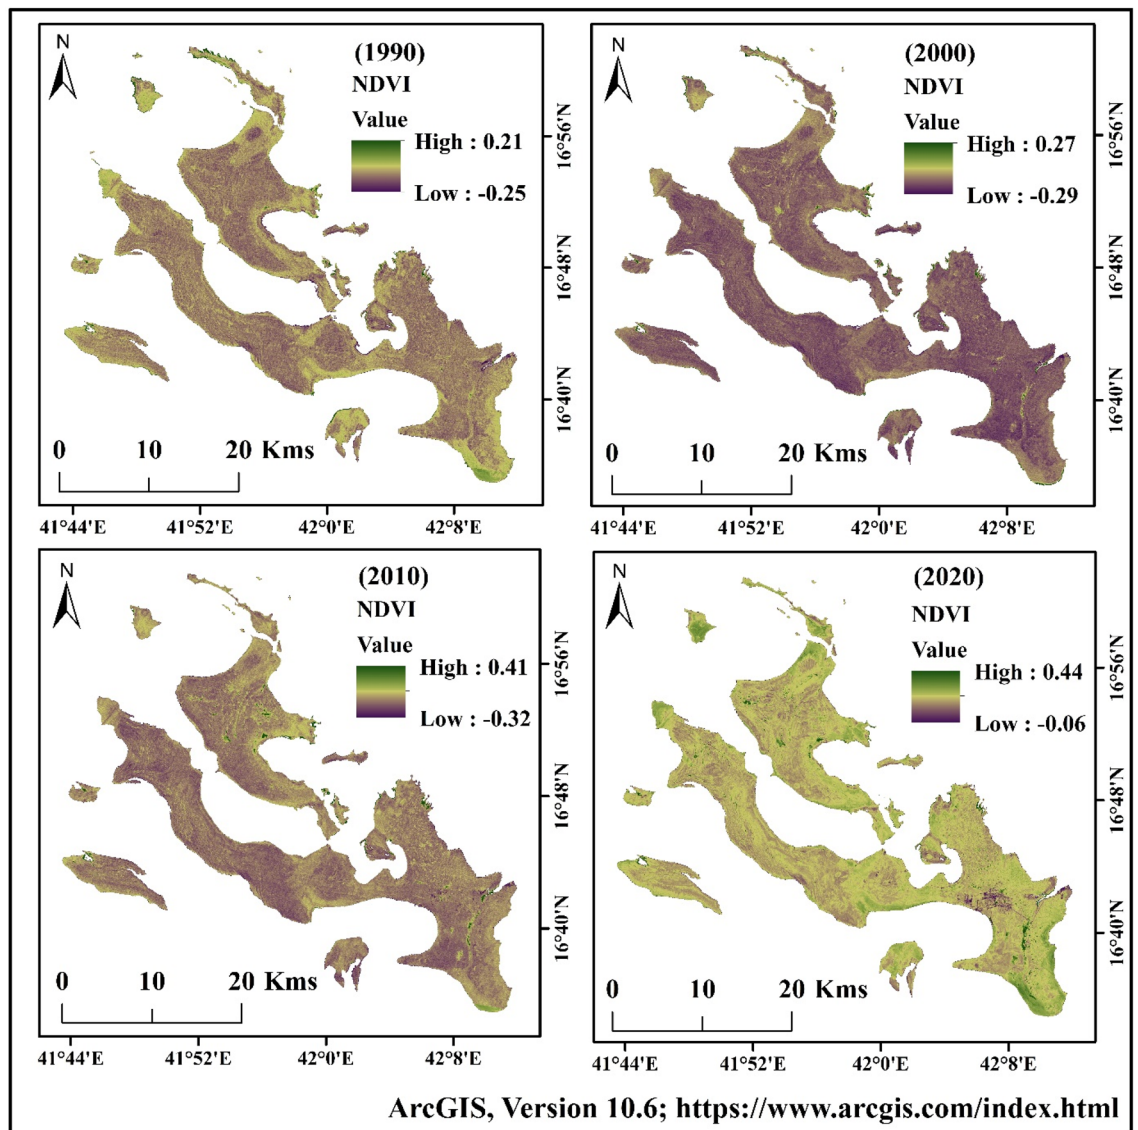 N
(1990)
NDVI
Value
High : 0.21
Low : -0.25
16°56'N
16°48'N
16°40'N
0 10 20 Kms
41°44'E 41°52'E 42°0'E 42°8'E
N
(2000)
NDVI
Value
High : 0.27
Low : -0.29
16°56'N
16°48'N
16°40'N
0 10 20 Kms
41°44'E 41°52'E 42°0'E 42°8'E
N
(2010)
NDVI
Value
High : 0.41
Low : -0.32
16°56'N
16°48'N
16°40'N
0 10 20 Kms
41°44'E 41°52'E 42°0'E 42°8'E
N
(2020)
NDVI
Value
High : 0.44
Low : -0.06
16°56'N
16°48'N
16°40'N
0 10 20 Kms
41°44'E 41°52'E 42°0'E 42°8'E
ArcGIS, Version 10.6; https://www.arcgis.com/index.html